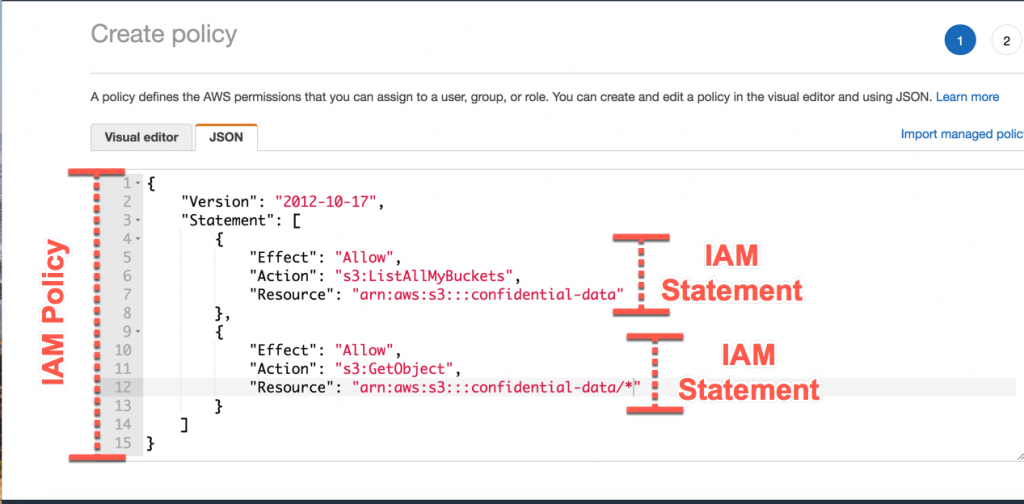 Create policy
1
2
A policy defines the AWS permissions that you can assign to a user, group, or role. You can create and edit a policy in the visual editor and using JSON. Learn more
Visual editor
JSON
Import managed polic
IAM Policy
1 {
2 "Version": "2012-10-17",
3 "Statement": [
4 {
5 "Effect": "Allow",
6 "Action": "s3:ListAllMyBuckets",
7 "Resource": "arn:aws:s3:::confidential-data"
8 },
9 {
10 "Effect": "Allow",
11 "Action": "s3:GetObject",
12 "Resource": "arn:aws:s3:::confidential-data/*"
13 }
14 ]
15 }
IAM
Statement
IAM
Statement